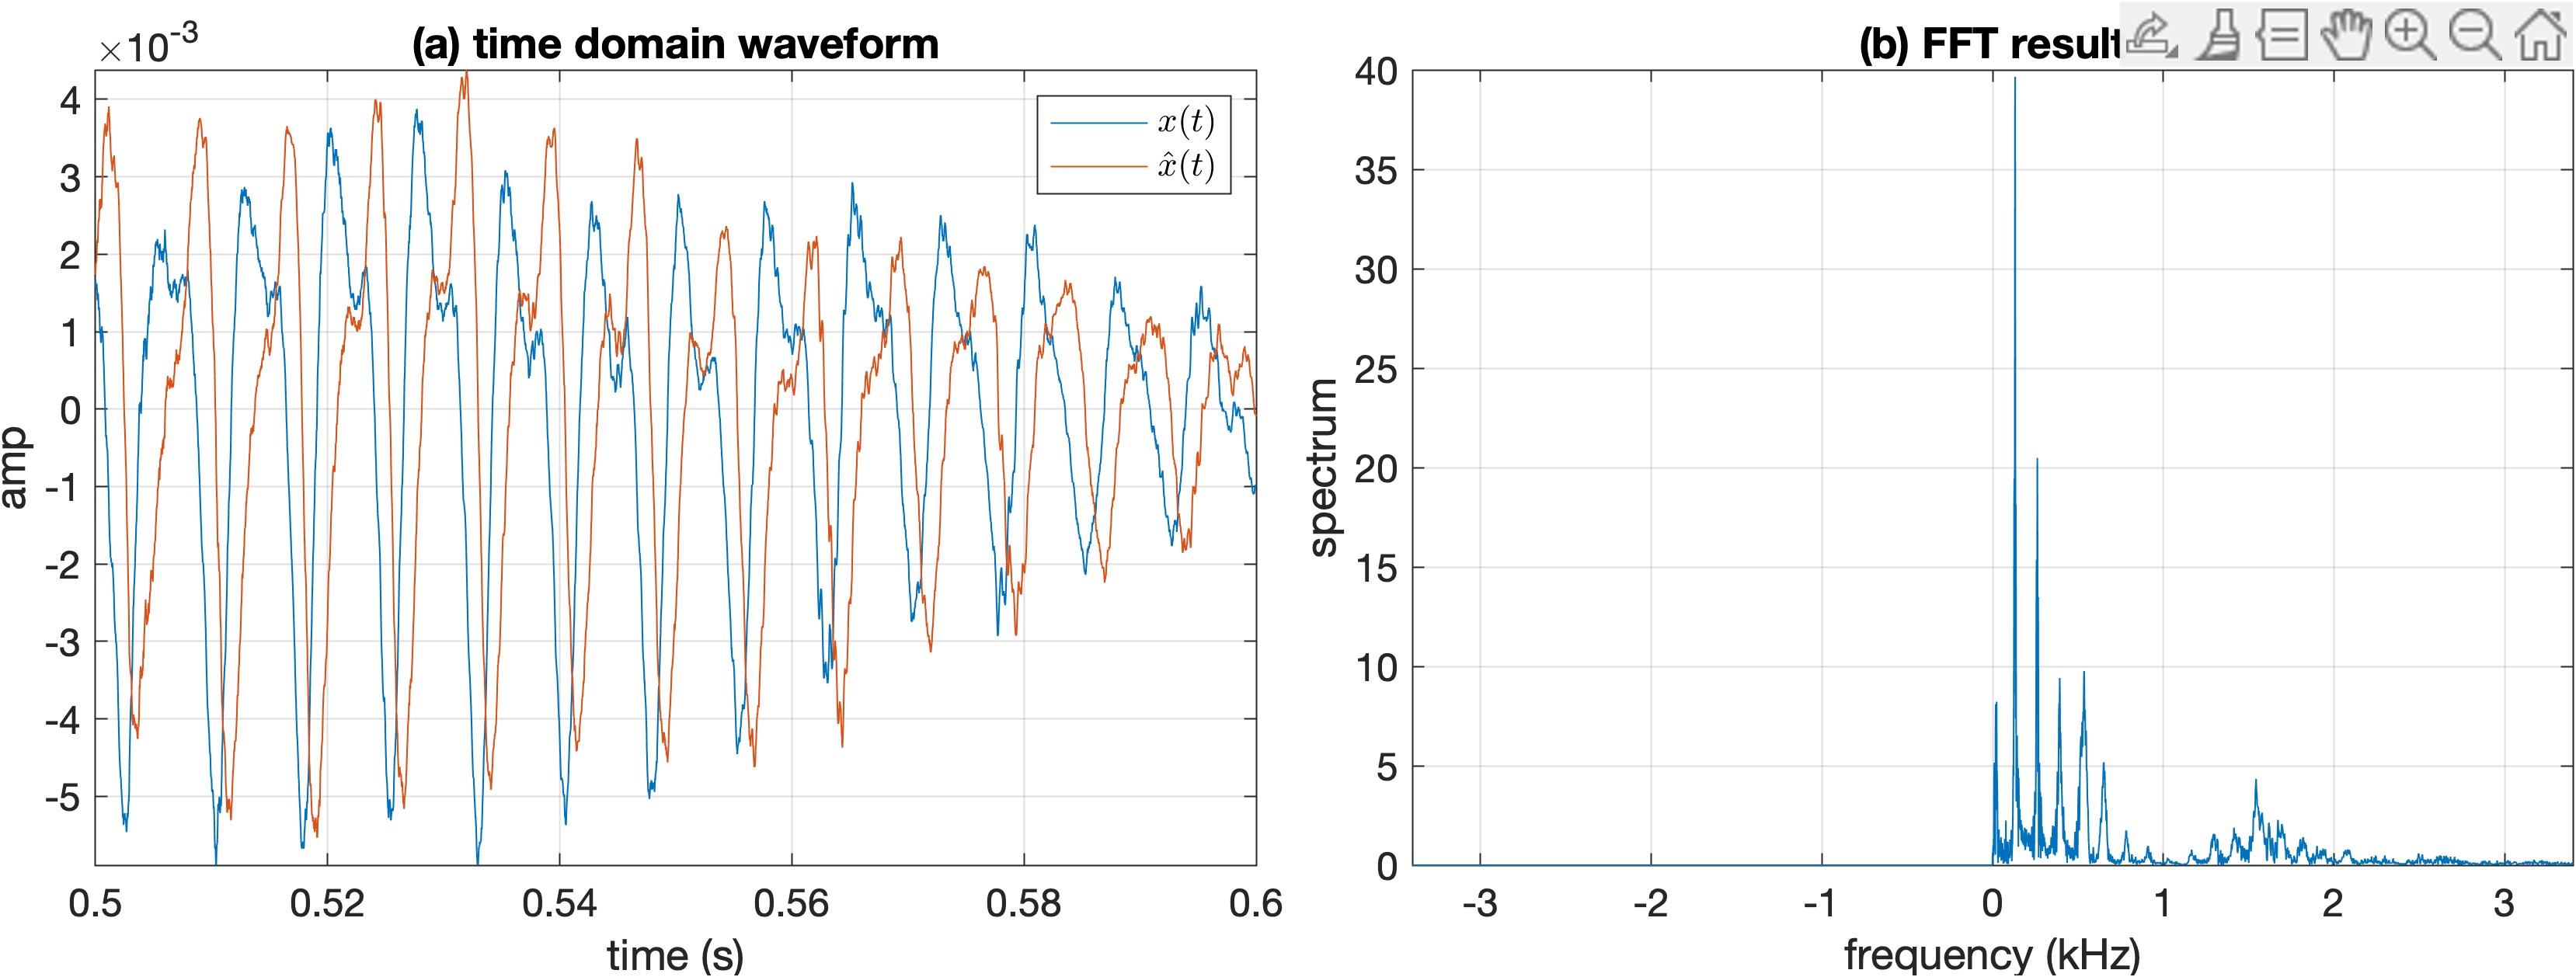 ×10⁻³
(a) time domain waveform
4
3
2
1
0
-1
-2
-3
-4
-5
amp
x(t)
x̂(t)
0.5 0.52 0.54 0.56 0.58 0.6
time (s)
(b) FFT result
40
35
30
25
20
15
10
5
0
spectrum
-3 -2 -1 0 1 2 3
frequency (kHz)